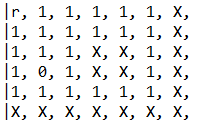 |r, 1, 1, 1, 1, 1, X,
|1, 1, 1, 1, 1, 1, X,
|1, 1, 1, X, X, 1, X,
|1, 0, 1, X, X, 1, X,
|1, 1, 1, 1, 1, 1, X,
|X, X, X, X, X, X, X,